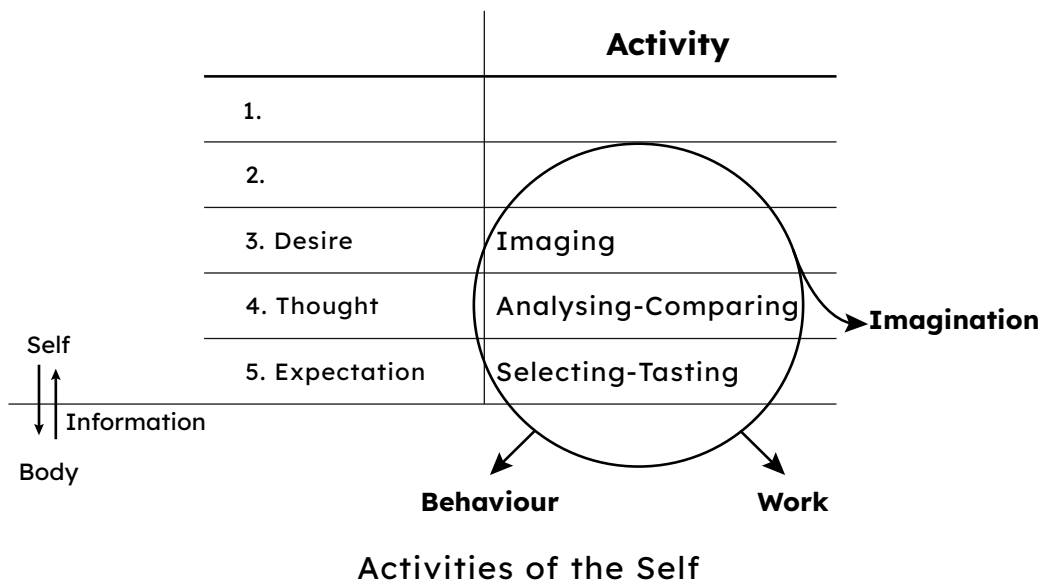 Activity
1.
2.
3. Desire Imaging
4. Thought Analysing-Comparing
Imagination
Self
5. Expectation Selecting-Tasting
Information
Body
Behaviour Work
Activities of the Self